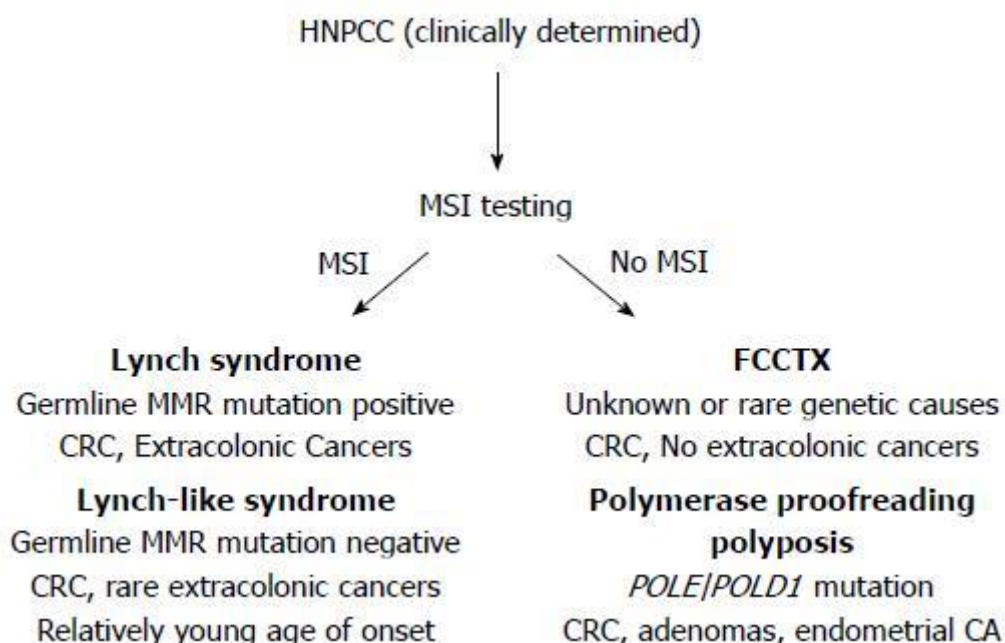 HNPCC (clinically determined)
MSI testing
MSI
No MSI
Lynch syndrome
Germline MMR mutation positive
CRC, Extracolonic Cancers
Lynch-like syndrome
Germline MMR mutation negative
CRC, rare extracolonic cancers
Relatively young age of onset
FCCTX
Unknown or rare genetic causes
CRC, No extracolonic cancers
Polymerase proofreading
polyposis
POLE|POLD1 mutation
CRC, adenomas, endometrial CA